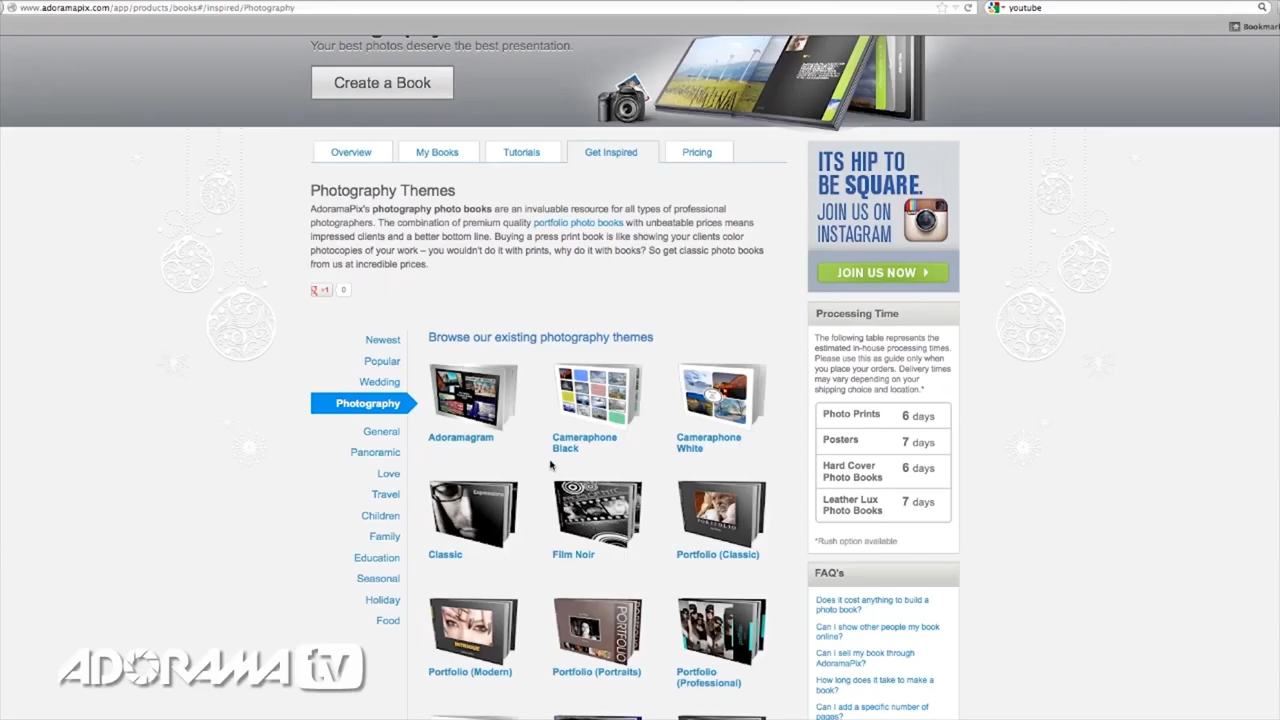 www.adoramapix.com/app/products/books#/inspired/Photography
youtube
Bookmar
Your best photos deserve the best presentation.
Create a Book
Overview
My Books
Tutorials
Get Inspired
Pricing
Photography Themes
AdoramaPix's photography photo books are an invaluable resource for all types of professional
photographers. The combination of premium quality portfolio photo books with unbeatable prices means
impressed clients and a better bottom line. Buying a press print book is like showing your clients color
photocopies of your work – you wouldn't do it with prints, why do it with books? So get classic photo books
from us at incredible prices.
+1
0
Newest
Popular
Wedding
Photography
General
Panoramic
Love
Travel
Children
Family
Education
Seasonal
Holiday
Food
Browse our existing photography themes
Adoramagram
Cameraphone
Black
Cameraphone
White
Expressions
Classic
Film Noir
PORTFOLIO
Portfolio (Classic)
Portfolio (Modern)
PORTFOLIO
Portfolio (Portraits)
Portfolio
(Professional)
ITS HIP TO
BE SQUARE.
JOIN US ON
INSTAGRAM
JOIN US NOW
Processing Time
The following table represents the
estimated in-house processing times.
Please use this as guide only when
you place your orders. Delivery times
may vary depending on your
shipping choice and location.*
Photo Prints 6 days
Posters 7 days
Hard Cover
Photo Books 6 days
Leather Lux
Photo Books 7 days
*Rush option available
FAQ's
Does it cost anything to build a
photo book?
Can I show other people my book
online?
Can I sell my book through
AdoramaPix?
How long does it take to make a
book?
Can I add a specific number of
pages?
ADORAMA TV